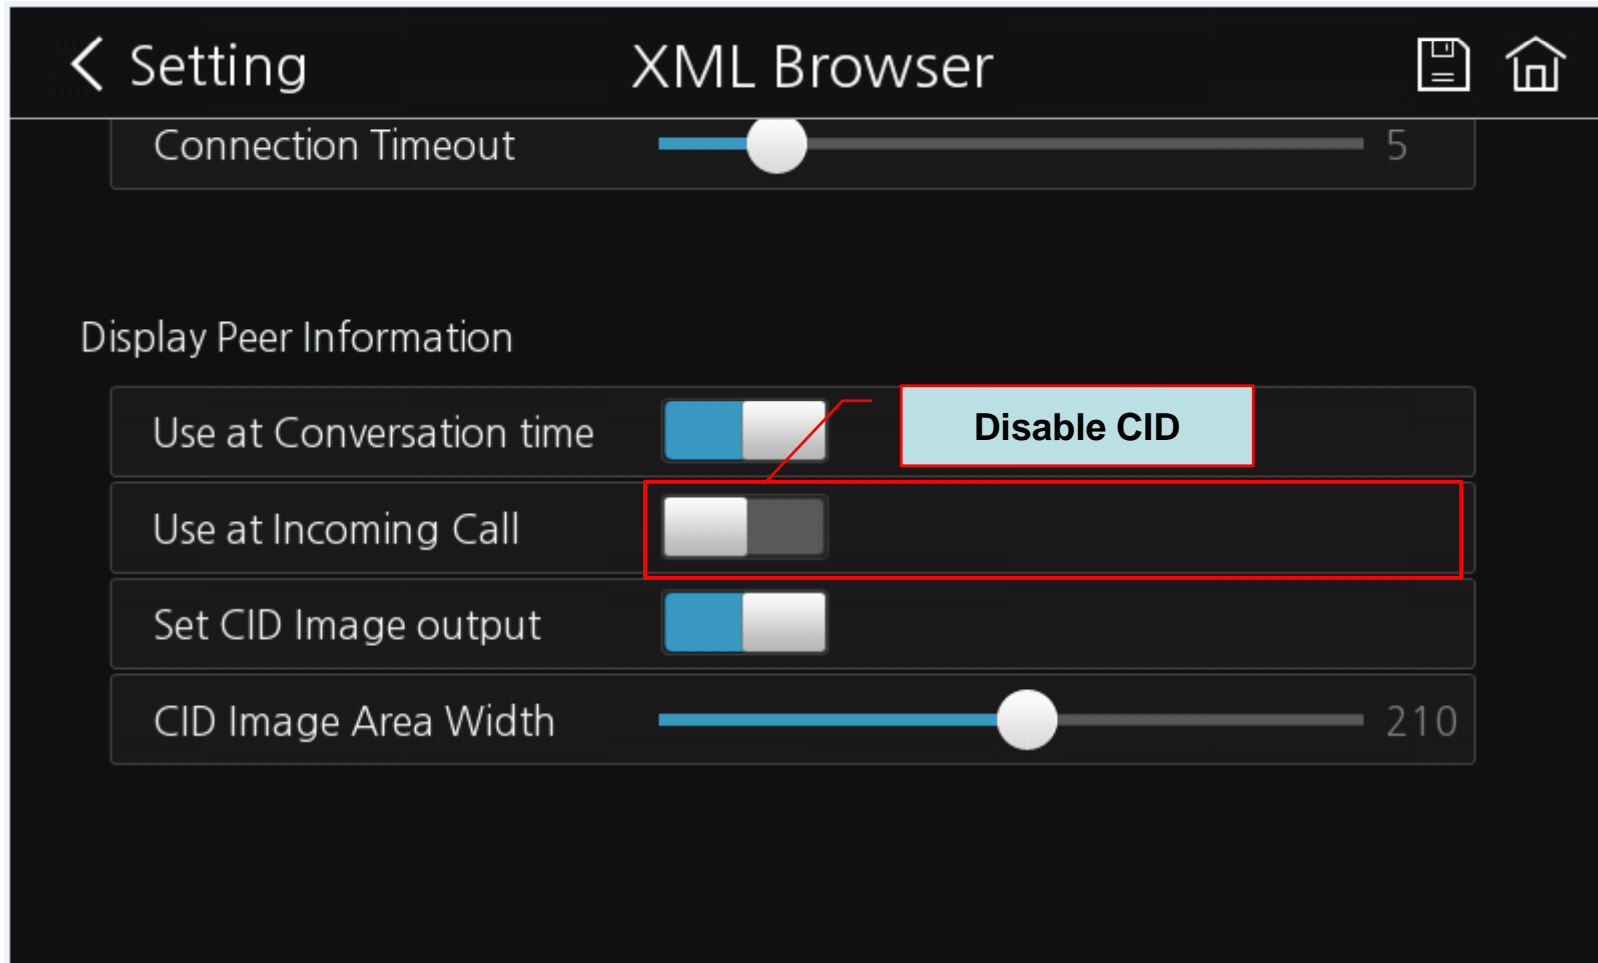 Setting
XML Browser
Connection Timeout
5
Display Peer Information
Use at Conversation time
Disable CID
Use at Incoming Call
Set CID Image output
CID Image Area Width
210